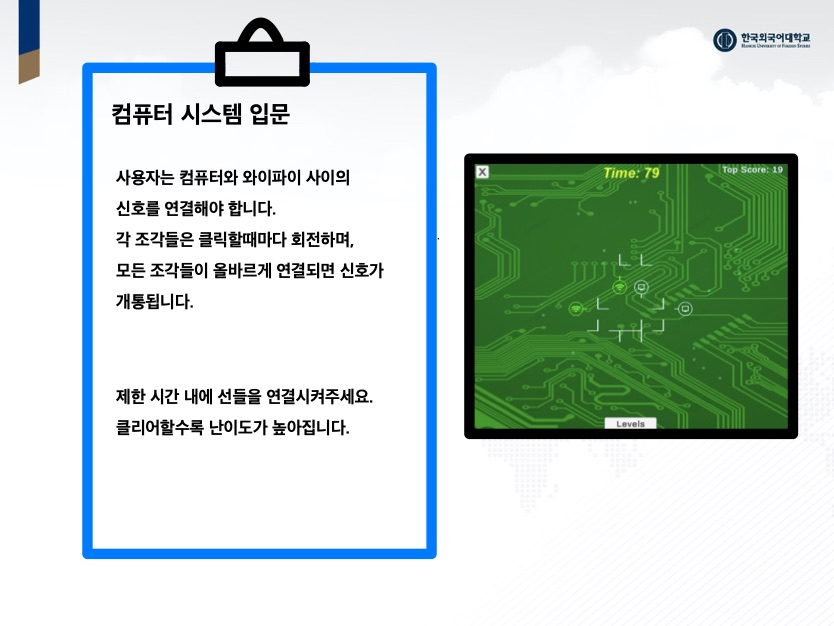 한국외국어대학교
HANKUK UNIVERSITY OF FOREIGN STUDIES
컴퓨터 시스템 입문
사용자는 컴퓨터와 와이파이 사이의
신호를 연결해야 합니다.
각 조각들은 클릭할때마다 회전하며,
모든 조각들이 올바르게 연결되면 신호가
개통됩니다.
제한 시간 내에 선들을 연결시켜주세요.
클리어할수록 난이도가 높아집니다.
X
Time: 79
Top Score: 19
Levels